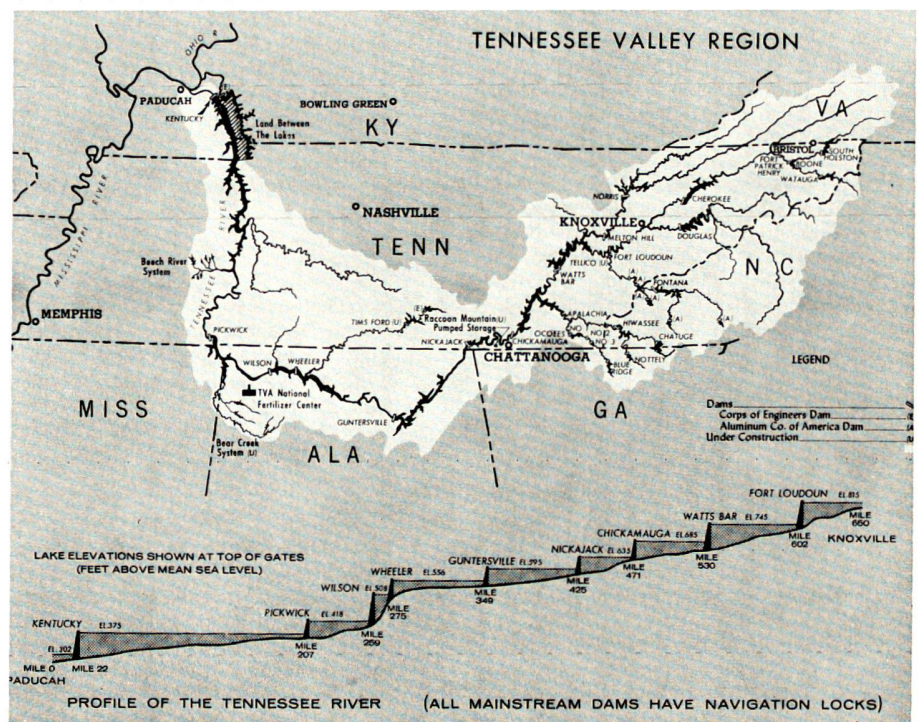 TENNESSEE VALLEY REGION
OHIO R
PADUCAH
KENTUCKY
BOWLING GREEN
Land Between
The Lakes
KY
VA
BRISTOL
SOUTH
HOLSTON
FORT
PATRICK
HENRY
BOONE
WATAUGA
NORRIS
CHEROKEE
MISSISSIPPI RIVER
TENNESSEE RIVER
NASHVILLE
TENN
KNOXVILLE
MELTON HILL
DOUGLAS
FORT LOUDOUN
TELLICO (U)
WATTS
BAR
N C
Beech River
System
(A)
FONTANA
(A)
(A)
(A)
(A)
MEMPHIS
TIMS FORD (U)
(E)
Raccoon Mountain(U)
Pumped Storage
APALACHIA
HIWASSEE
OCOEES
NO 1
NO 2
NO 3
CHATUGE
PICKWICK
NICKAJACK
CHICKAMAUGA
CHATTANOOGA
NOTTELY
BLUE
RIDGE
WILSON
WHEELER
TVA National
Fertilizer Center
GUNTERSVILLE
MISS
ALA
GA
Bear Creek
System (U)
LEGEND
Dams
Corps of Engineers Dam
Aluminum Co. of America Dam
Under Construction
FORT LOUDOUN EL.815
WATTS BAR EL.745
MILE
660
KNOXVILLE
CHICKAMAUGA EL.685
MILE
602
NICKAJACK EL.635
MILE
530
LAKE ELEVATIONS SHOWN AT TOP OF GATES
(FEET ABOVE MEAN SEA LEVEL)
GUNTERSVILLE EL.595
MILE
471
WHEELER EL.556
MILE
425
WILSON EL.508
MILE
349
MILE
275
PICKWICK EL.418
MILE
259
KENTUCKY EL.375
MILE
207
EL.302
MILE 0 MILE 22
PADUCAH
PROFILE OF THE TENNESSEE RIVER (ALL MAINSTREAM DAMS HAVE NAVIGATION LOCKS)